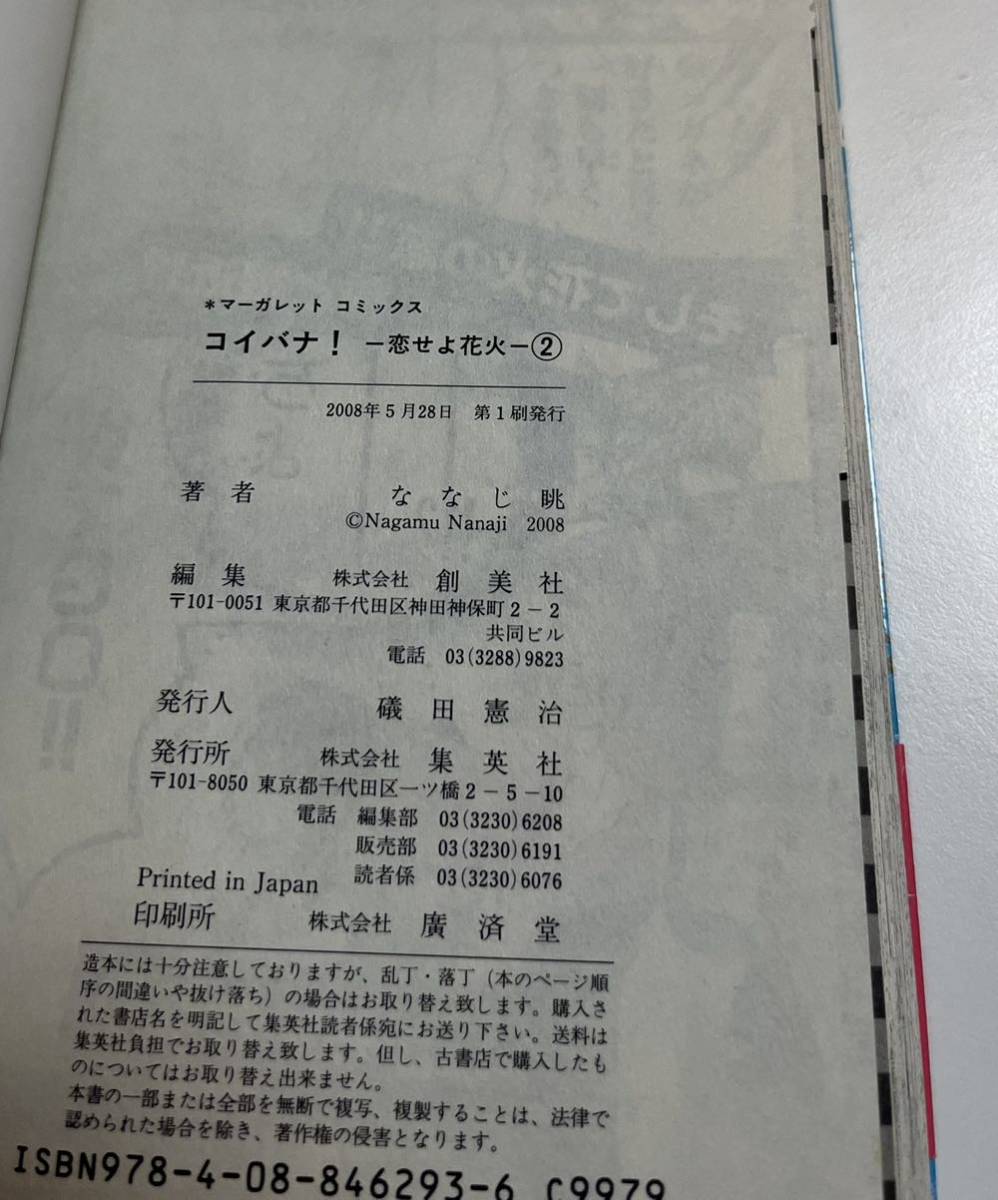 *マーガレット コミックス
コイバナ! ー恋せよ花火ー②
2008年5月28日 第1刷発行
著者 ななじ眺
©Nagamu Nanaji 2008
編集 株式会社 創美社
〒101-0051 東京都千代田区神田神保町2-2
共同ビル
電話 03(3288)9823
発行人 礒田憲治
発行所 株式会社 集英社
〒101-8050 東京都千代田区一ツ橋2-5-10
電話 編集部 03(3230)6208
販売部 03(3230)6191
Printed in Japan 読者係 03(3230)6076
印刷所 株式会社 廣済堂
造本には十分注意しておりますが、乱丁・落丁(本のページ順
序の間違いや抜け落ち)の場合はお取り替え致します。購入さ
れた書店名を明記して集英社読者係宛にお送り下さい。送料は
集英社負担でお取り替え致します。但し、古書店で購入したも
のについてはお取り替え出来ません。
本書の一部または全部を無断で複写、複製することは、法律で
認められた場合を除き、著作権の侵害となります。
ISBN978-4-08-846293-6 C9979